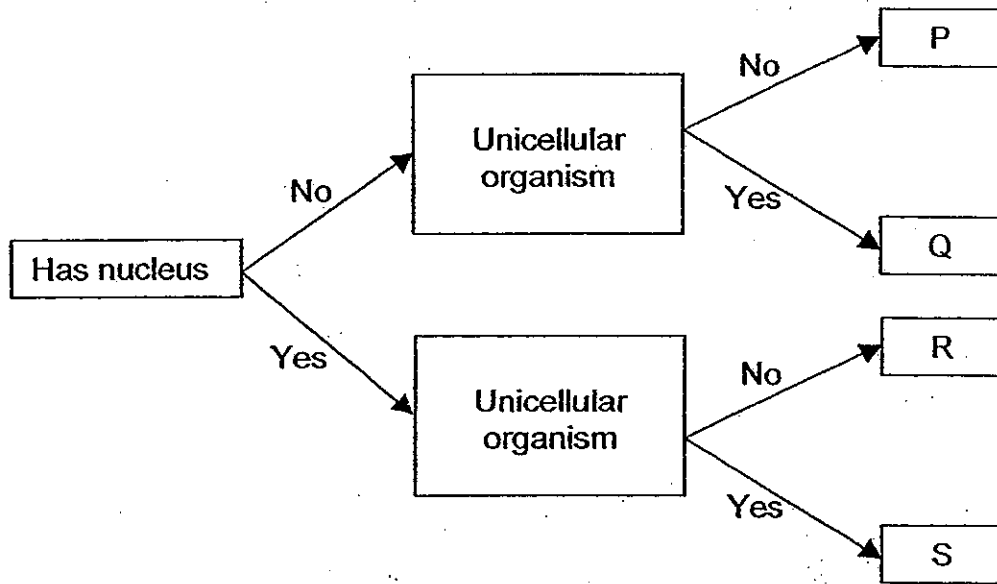 Has nucleus
No
Yes
Unicellular
organism
No
Yes
P
Q
Unicellular
organism
No
Yes
R
S